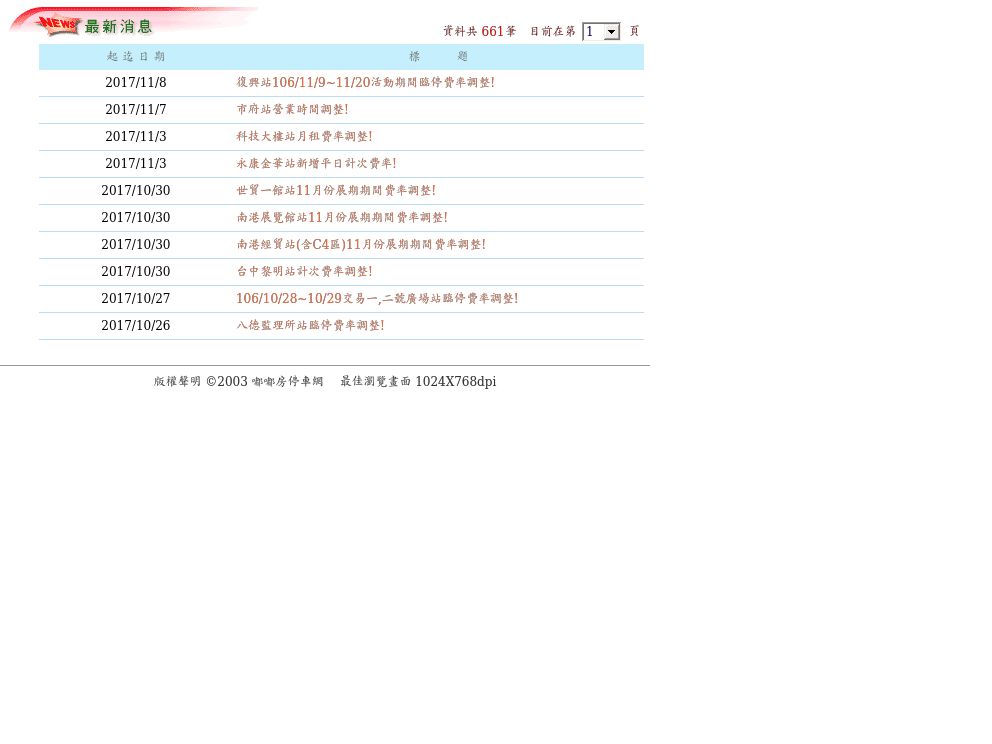 NEWS 最新消息
資料共 661筆 目前在第 1 頁
起迄日期 標 題
2017/11/8 復興站106/11/9~11/20活動期間臨停費率調整!
2017/11/7 市府站營業時間調整!
2017/11/3 科技大樓站月租費率調整!
2017/11/3 永康金華站新增平日計次費率!
2017/10/30 世貿一館站11月份展期期間費率調整!
2017/10/30 南港展覽館站11月份展期期間費率調整!
2017/10/30 南港經貿站(含C4區)11月份展期期間費率調整!
2017/10/30 台中黎明站計次費率調整!
2017/10/27 106/10/28~10/29交易一,二號廣場站臨停費率調整!
2017/10/26 八德監理所站臨停費率調整!
版權聲明 ©2003 嘟嘟房停車網 最佳瀏覽畫面 1024X768dpi